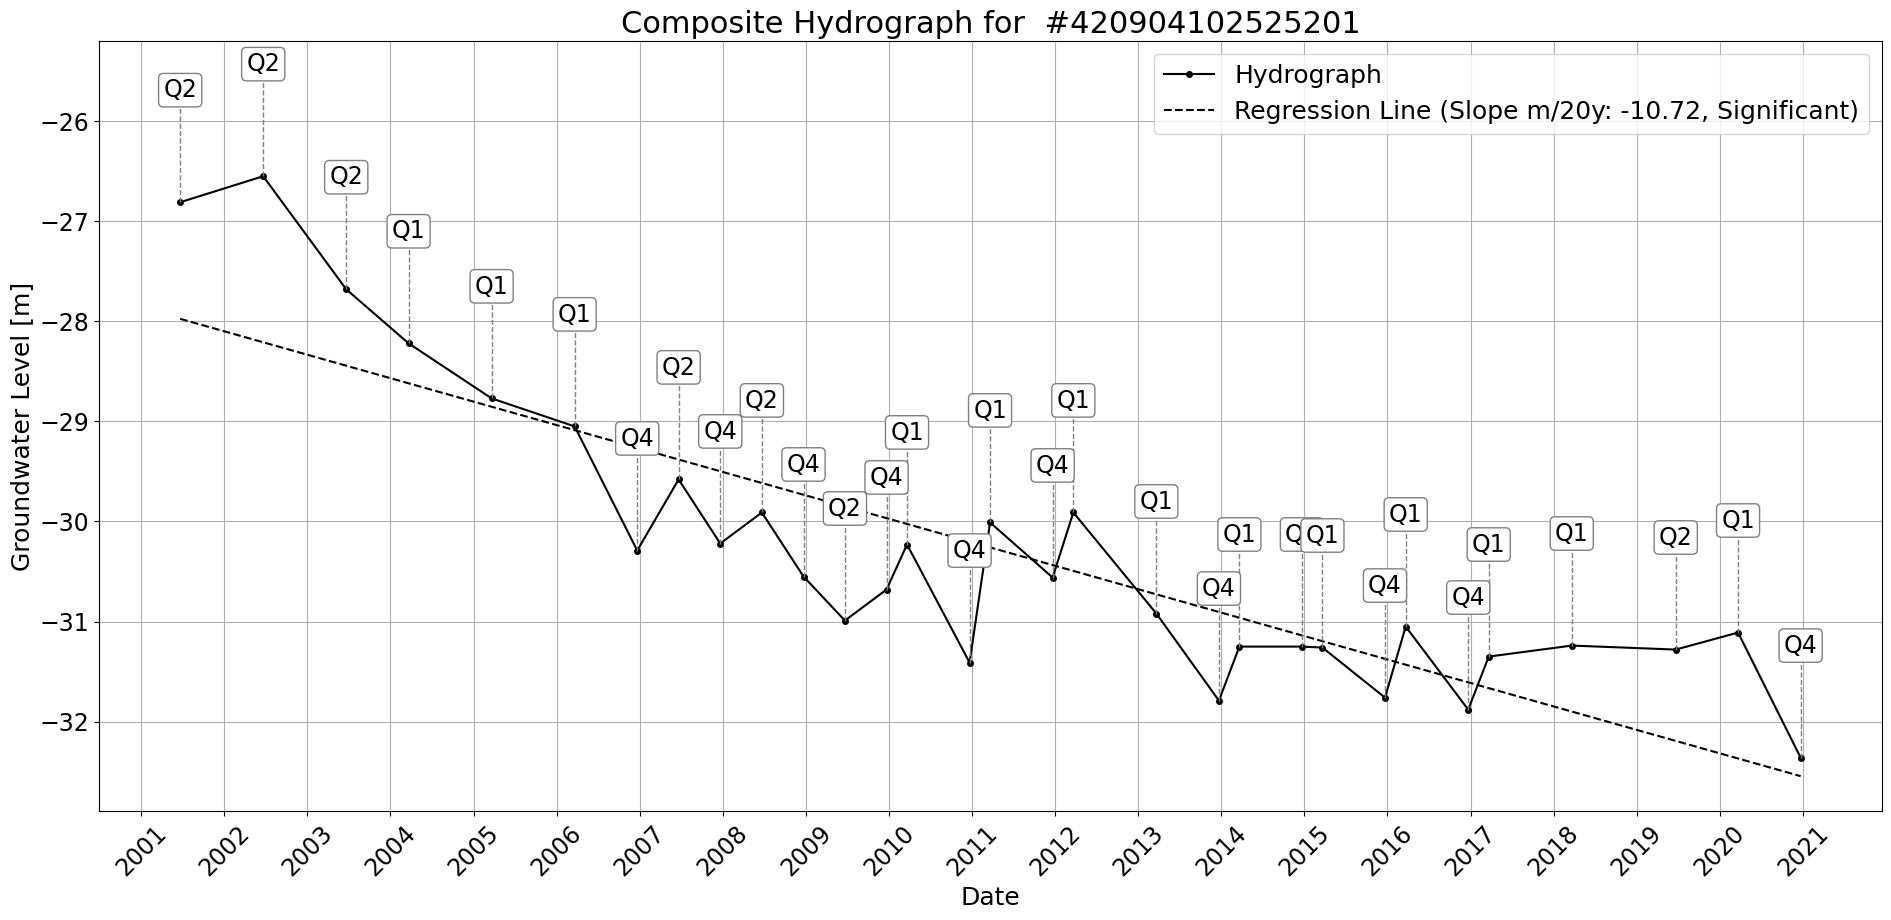 Composite Hydrograph for  #420904102525201
Hydrograph
Regression Line (Slope m/20y: -10.72, Significant)
Groundwater Level [m]
−26
−27
−28
−29
−30
−31
−32
Q2
Q2
Q2
Q1
Q1
Q1
Q4
Q2
Q4
Q2
Q4
Q2
Q4
Q1
Q4
Q1
Q4
Q1
Q1
Q4
Q1
Q1
Q4
Q1
Q4
Q1
Q1
Q2
Q1
Q4
2001
2002
2003
2004
2005
2006
2007
2008
2009
2010
2011
2012
2013
2014
2015
2016
2017
2018
2019
2020
2021
Date